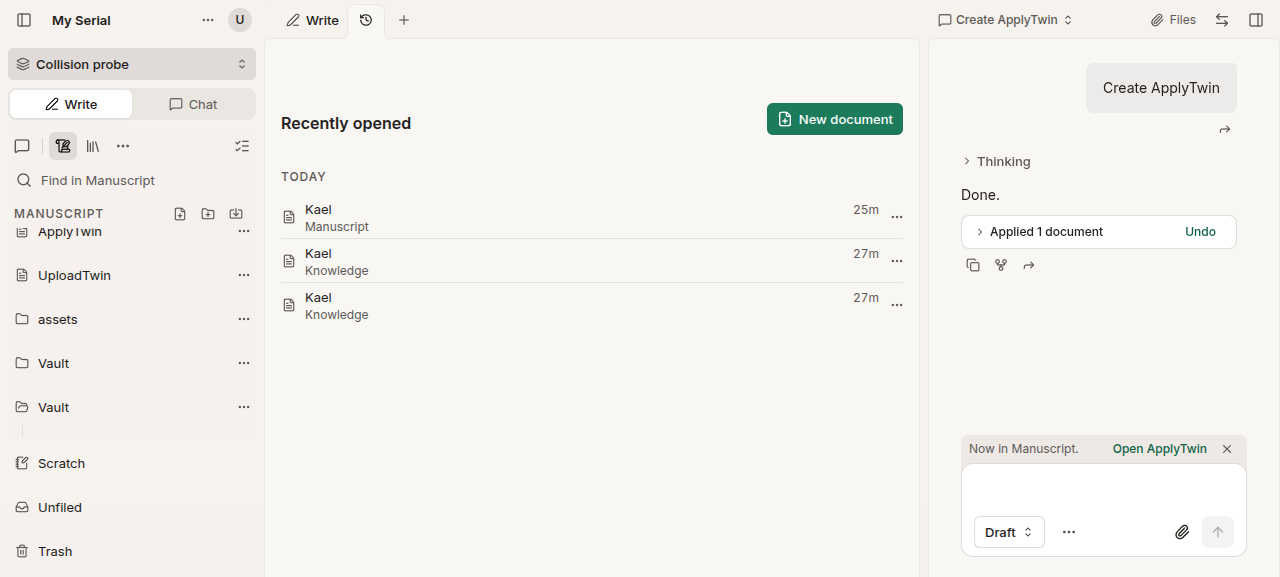 My Serial
U
Write
Create ApplyTwin
Files
Collision probe
Write
Chat
Find in Manuscript
MANUSCRIPT
ApplyTwin
UploadTwin
assets
Vault
Vault
Scratch
Unfiled
Trash
Recently opened
New document
TODAY
Kael
25m
Manuscript
Kael
27m
Knowledge
Kael
27m
Knowledge
Create ApplyTwin
Thinking
Done.
Applied 1 document
Undo
Now in Manuscript.
Open ApplyTwin
Draft